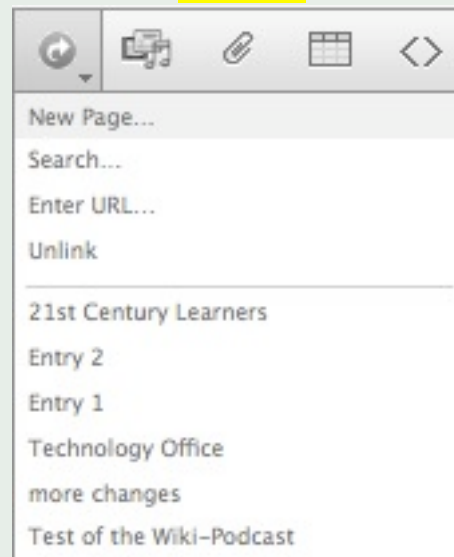 New Page...
Search...
Enter URL...
Unlink
21st Century Learners
Entry 2
Entry 1
Technology Office
more changes
Test of the Wiki-Podcast